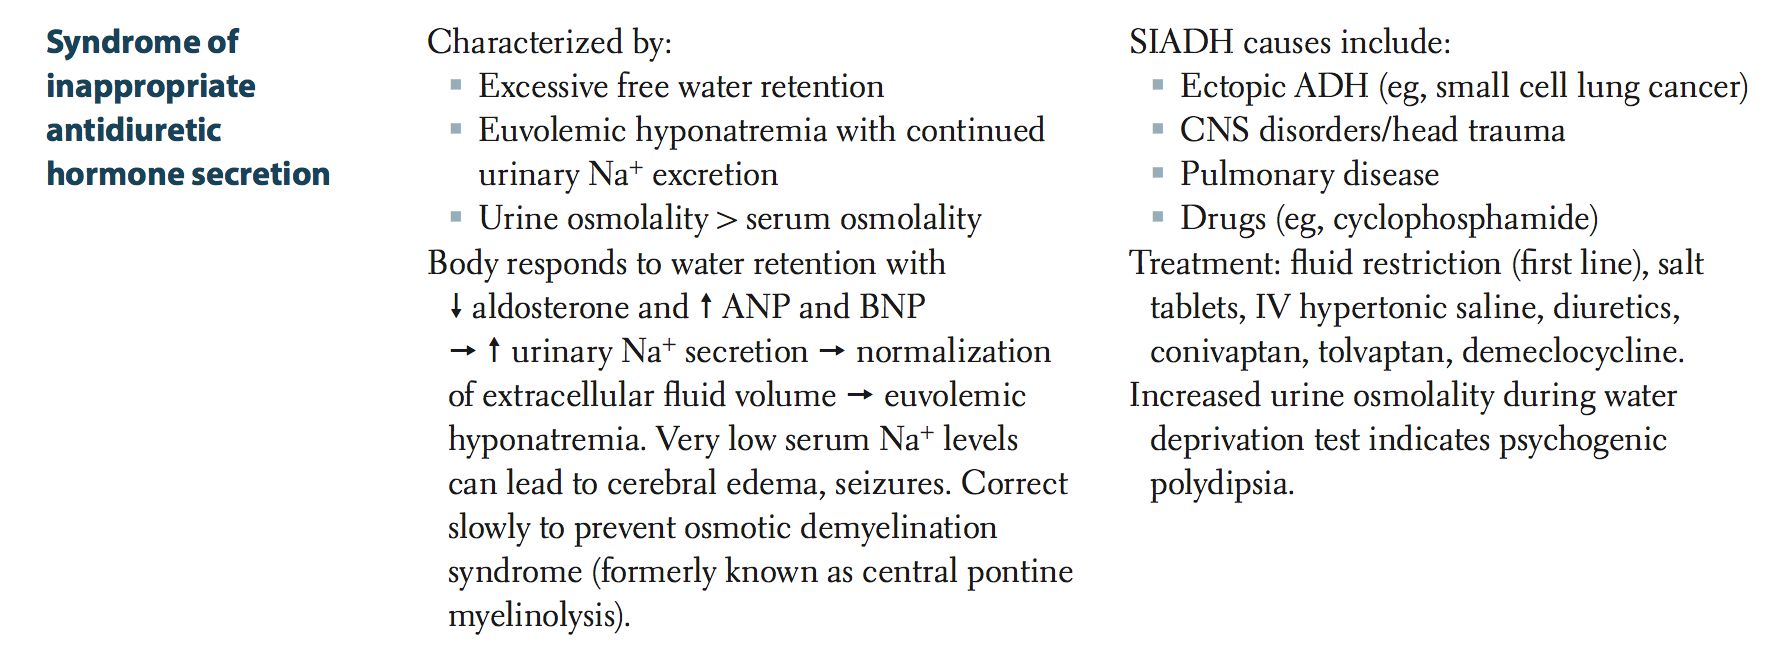 Syndrome of
inappropriate
antidiuretic
hormone secretion
Characterized by:
▪ Excessive free water retention
▪ Euvolemic hyponatremia with continued
urinary Na⁺ excretion
▪ Urine osmolality > serum osmolality
Body responds to water retention with
↓ aldosterone and ↑ ANP and BNP
→ ↑ urinary Na⁺ secretion → normalization
of extracellular fluid volume → euvolemic
hyponatremia. Very low serum Na⁺ levels
can lead to cerebral edema, seizures. Correct
slowly to prevent osmotic demyelination
syndrome (formerly known as central pontine
myelinolysis).
SIADH causes include:
▪ Ectopic ADH (eg, small cell lung cancer)
▪ CNS disorders/head trauma
▪ Pulmonary disease
▪ Drugs (eg, cyclophosphamide)
Treatment: fluid restriction (first line), salt
tablets, IV hypertonic saline, diuretics,
conivaptan, tolvaptan, demeclocycline.
Increased urine osmolality during water
deprivation test indicates psychogenic
polydipsia.